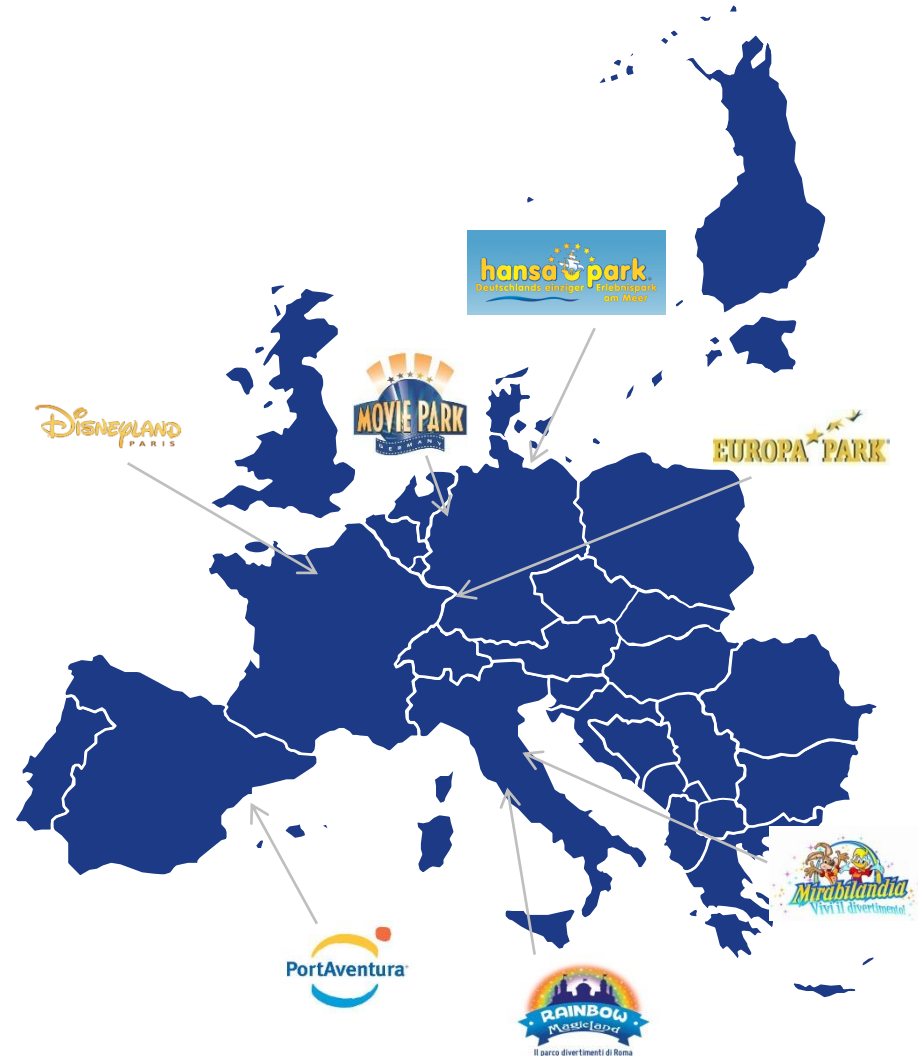 hansa park
Deutschlands einziger Erlebnispark
am Meer
MOVIE PARK
GERMANY
DISNEYLAND
PARIS
EUROPA PARK
Mirabilandia
Vivi il divertimento!
PortAventura
RAINBOW
MagicLand
Il parco divertimenti di Roma